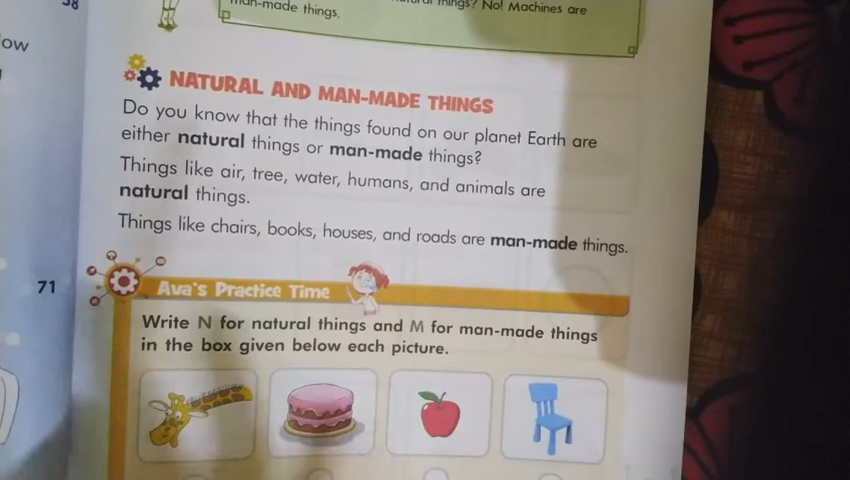 38
man-made things.
things? No! Machines are
low
NATURAL AND MAN-MADE THINGS
Do you know that the things found on our planet Earth are
either natural things or man-made things?
Things like air, tree, water, humans, and animals are
natural things.
Things like chairs, books, houses, and roads are man-made things.
71
Ava's Practice Time
Write N for natural things and M for man-made things
in the box given below each picture.